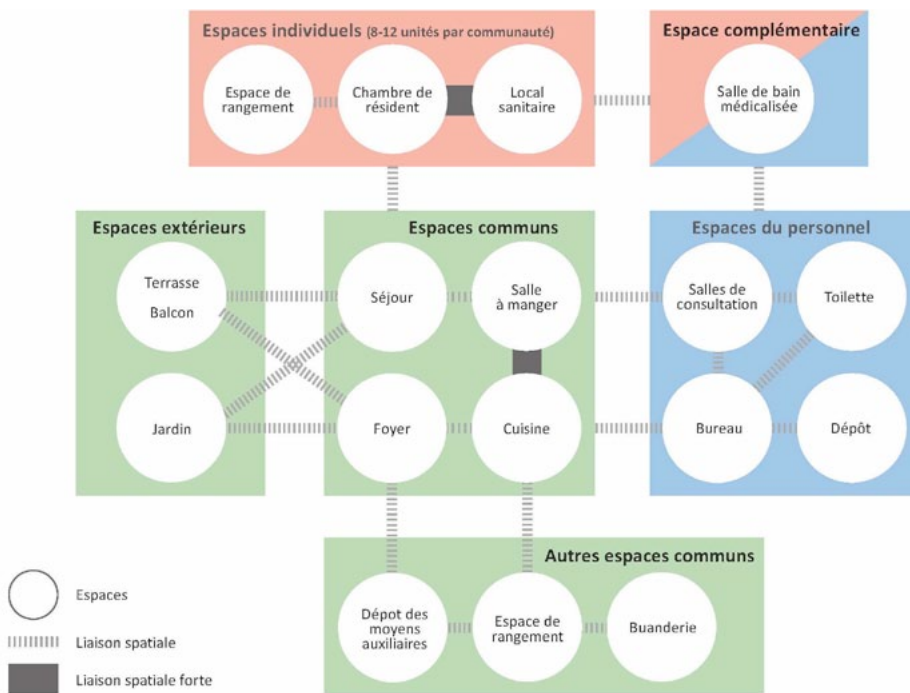 Espaces individuels (8-12 unités par communauté)
Espace de
rangement
Chambre de
résident
Local
sanitaire
Espace complémentaire
Salle de bain
médicalisée
Espaces extérieurs
Terrasse
Balcon
Jardin
Espaces communs
Séjour
Salle
à manger
Foyer
Cuisine
Espaces du personnel
Salles de
consultation
Toilette
Bureau
Dépôt
Autres espaces communs
Dépot des
moyens
auxiliaires
Espace de
rangement
Buanderie
Espaces
Liaison spatiale
Liaison spatiale forte